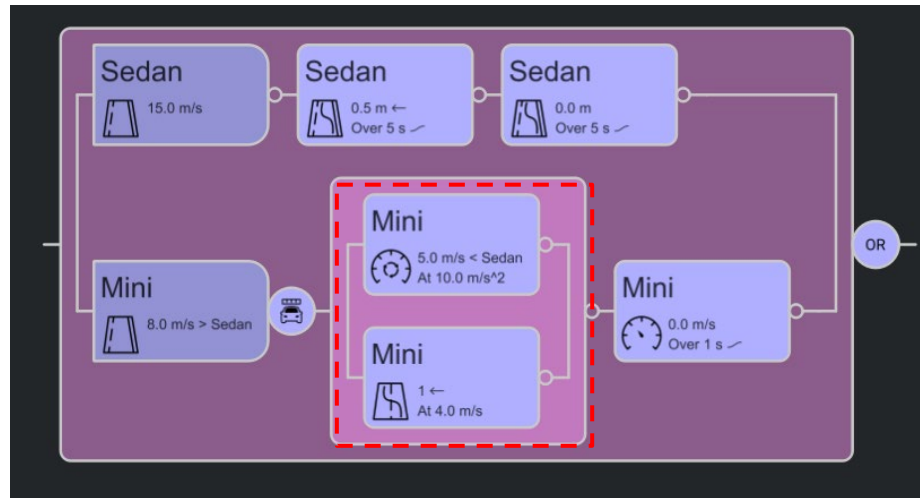 Sedan
15.0 m/s
Sedan
0.5 m ←
Over 5 s
Sedan
0.0 m
Over 5 s
Mini
8.0 m/s > Sedan
Mini
5.0 m/s < Sedan
At 10.0 m/s^2
Mini
1 ←
At 4.0 m/s
Mini
0.0 m/s
Over 1 s
OR